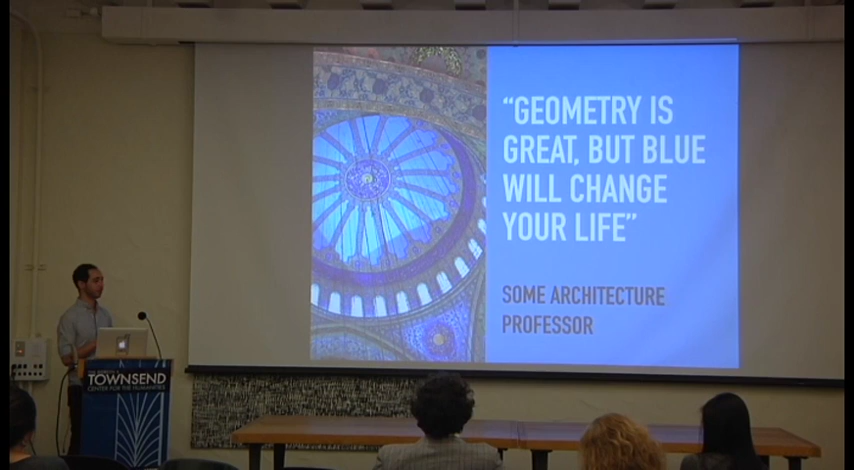 “GEOMETRY IS
GREAT, BUT BLUE
WILL CHANGE
YOUR LIFE”
SOME ARCHITECTURE
PROFESSOR
TOWNSEND
CENTER FOR THE HUMANITIES